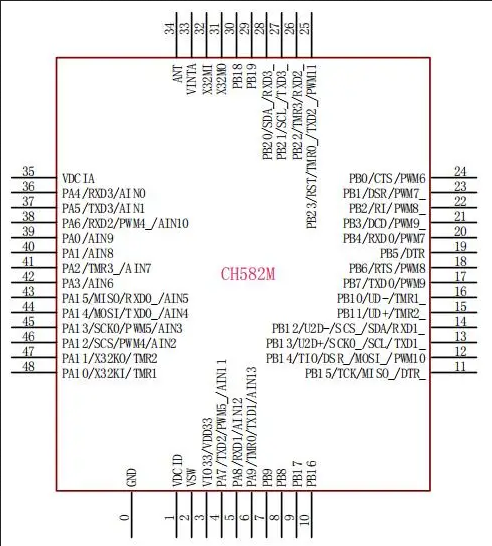 34 33 32 31 30 29 28 27 26 25
ANT
VINTA
X32MI
X32MO
PB18
PB19
PB20/SDA_/RXD3_
PB21/SCL_/TXD3_
PB22/TMR3/RXD2_
PB23/RST/TMR0_/TXD2_/PWM11
35 VDCIA
36 PA4/RXD3/AIN0
37 PA5/TXD3/AIN1
38 PA6/RXD2/PWM4_/AIN10
39 PA0/AIN9
40 PA1/AIN8
41 PA2/TMR3_/AIN7
42 PA3/AIN6
43 PA15/MISO/RXD0_/AIN5
44 PA14/MOSI/TXD0_/AIN4
45 PA13/SCK0/PWM5/AIN3
46 PA12/SCS/PWM4/AIN2
47 PA11/X32KO/TMR2
48 PA10/X32KI/TMR1
CH582M
PB0/CTS/PWM6 24
PB1/DSR/PWM7_ 23
PB2/RI/PWM8_ 22
PB3/DCD/PWM9_ 21
PB4/RXD0/PWM7 20
PB5/DTR 19
PB6/RTS/PWM8 18
PB7/TXD0/PWM9 17
PB10/UD-/TMR1_ 16
PB11/UD+/TMR2_ 15
PB12/U2D-/SCS_/SDA/RXD1_ 14
PB13/U2D+/SCK0_/SCL/TXD1_ 13
PB14/TIO/DSR_/MOSI_/PWM10 12
PB15/TCK/MISO_/DTR_ 11
GND
VDCID
VSW
VIO33/VDD33
PA7/TXD2/PWM5_/AIN11
PA8/RXD1/AIN12
PA9/TMR0/TXD1/AIN13
PB9
PB8
PB17
PB16
0 1 2 3 4 5 6 7 8 9 10